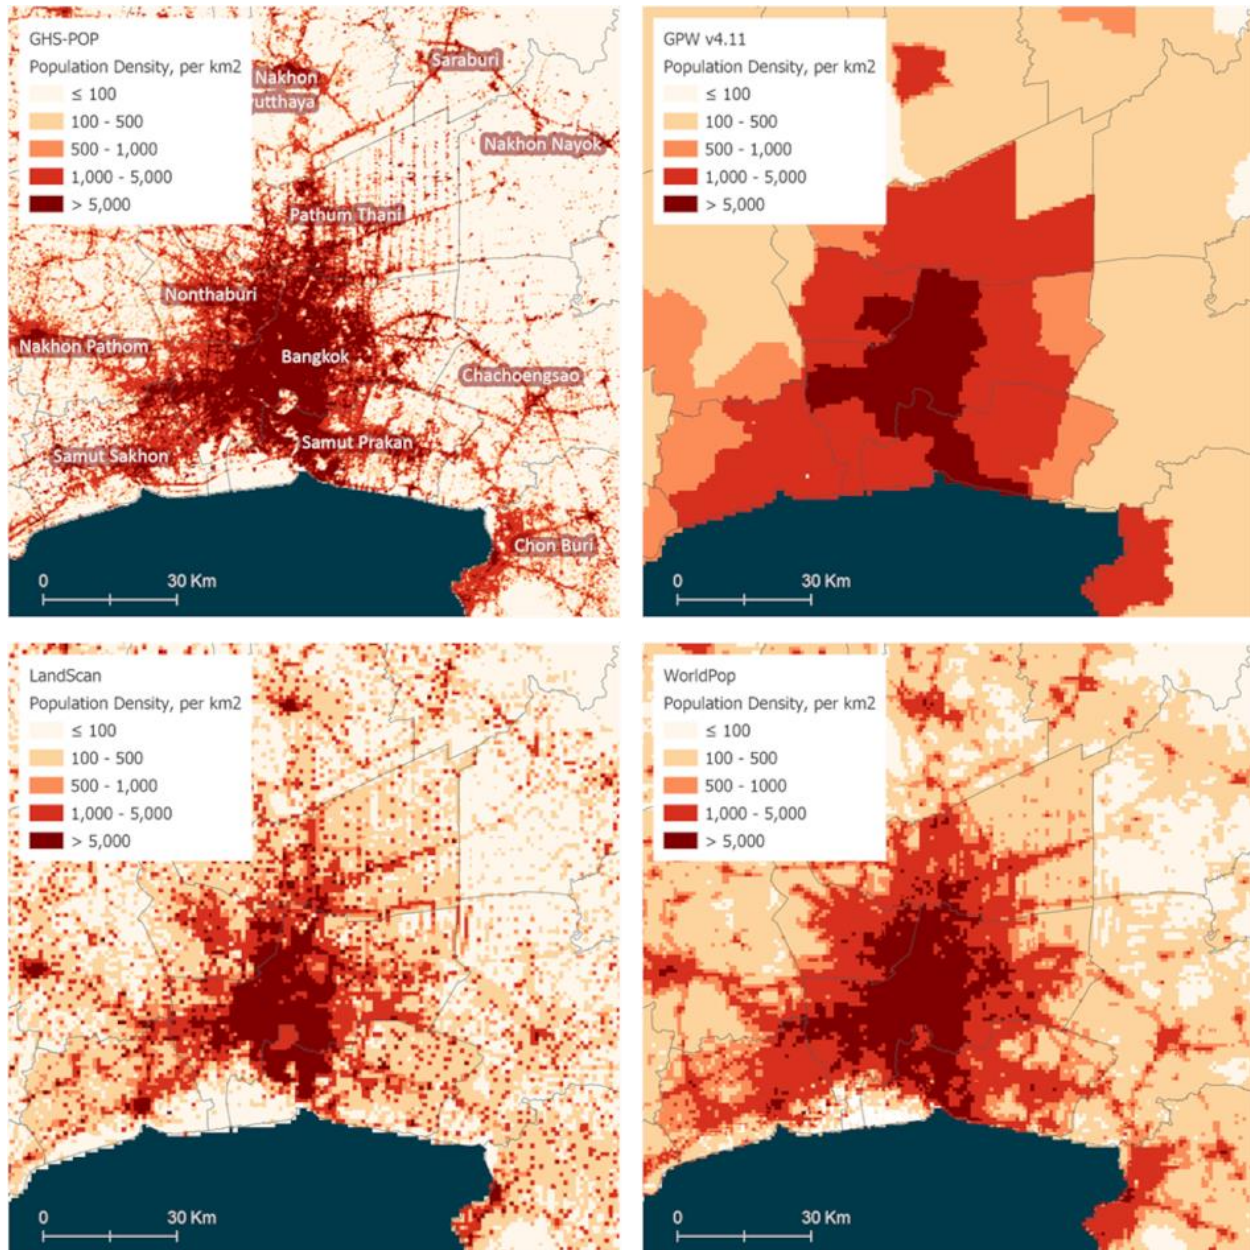 GHS-POP
Population Density, per km2
≤ 100
100 - 500
500 - 1,000
1,000 - 5,000
> 5,000
Nakhon
yutthaya
Saraburi
Nakhon Nayok
Pathum Thani
Nonthaburi
Nakhon Pathom
Bangkok
Chachoengsao
Samut Prakan
Samut Sakhon
Chon Buri
0 30 Km
GPW v4.11
Population Density, per km2
≤ 100
100 - 500
500 - 1,000
1,000 - 5,000
> 5,000
0 30 Km
LandScan
Population Density, per km2
≤ 100
100 - 500
500 - 1,000
1,000 - 5,000
> 5,000
0 30 Km
WorldPop
Population Density, per km2
≤ 100
100 - 500
500 - 1000
1,000 - 5,000
> 5,000
0 30 Km